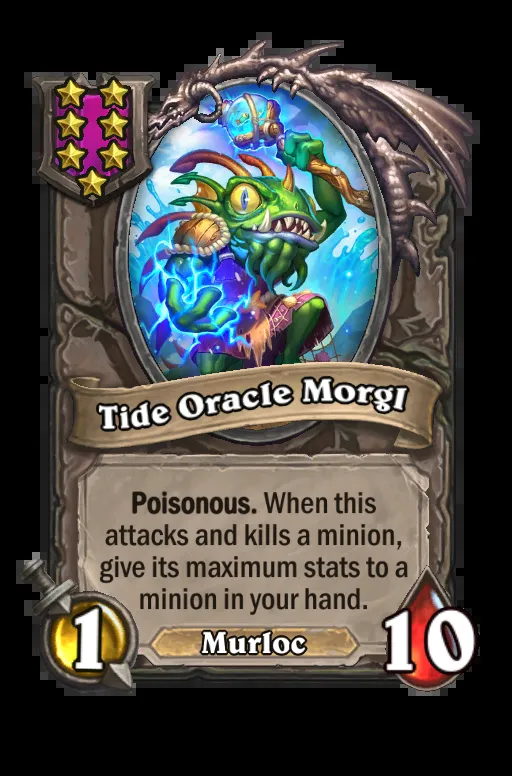 Tide Oracle Morgl
Poisonous. When this
attacks and kills a minion,
give its maximum stats to a
minion in your hand.
Murloc
1
10